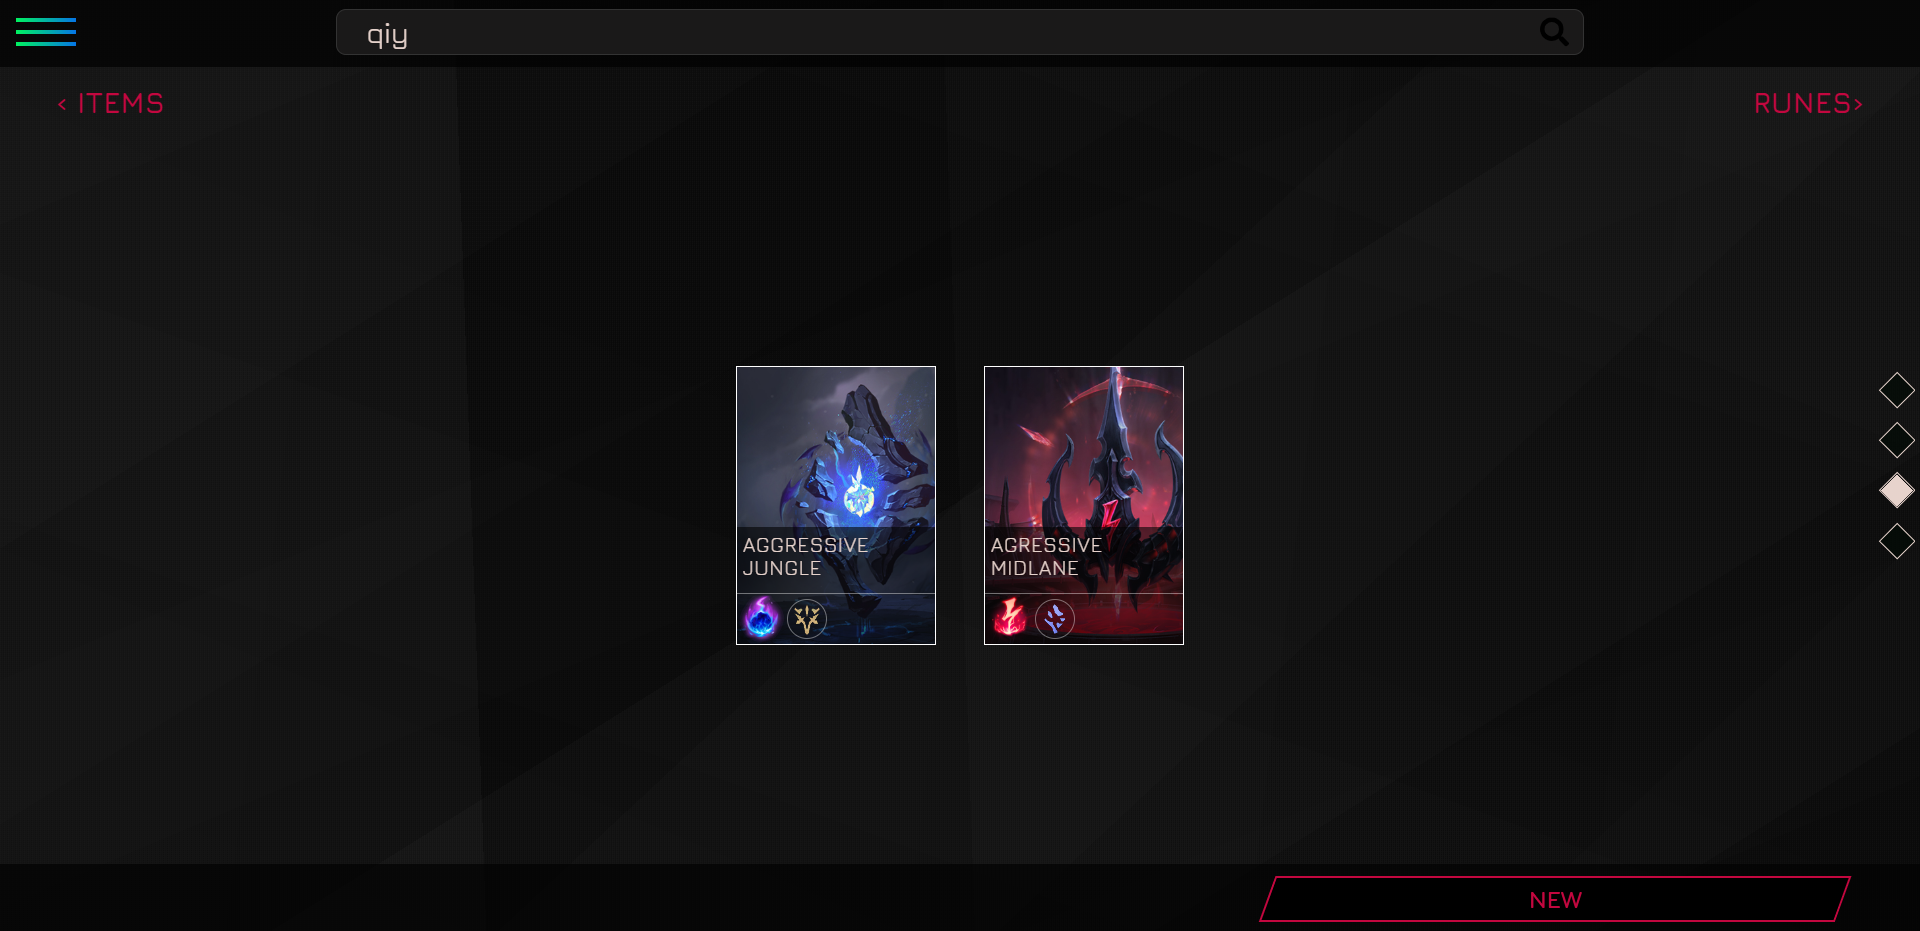 qiy
< ITEMS
RUNES>
AGGRESSIVE
JUNGLE
AGRESSIVE
MIDLANE
NEW